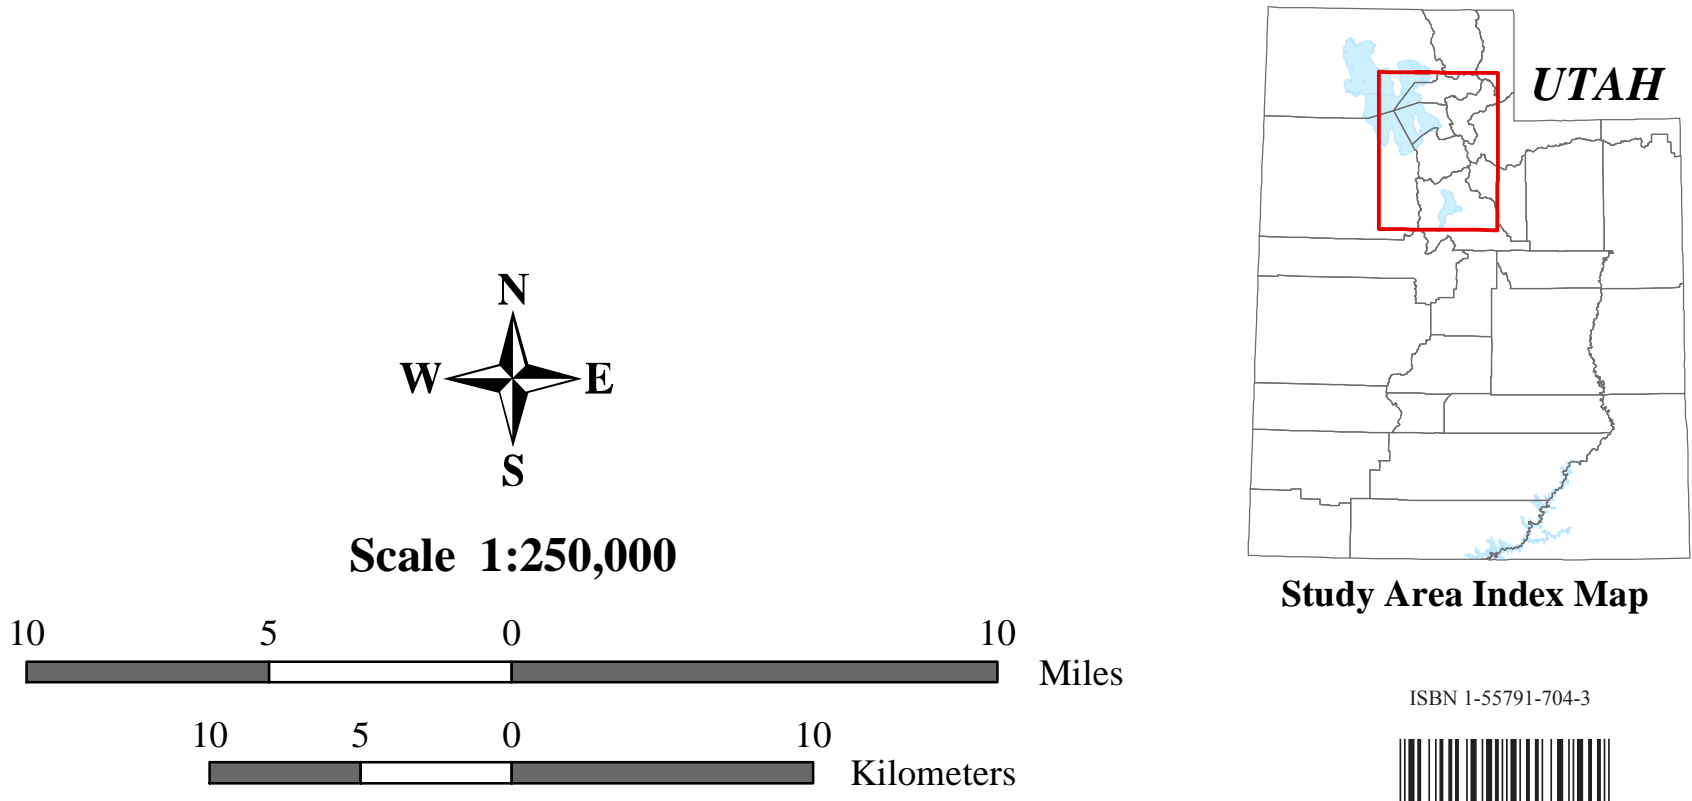 UTAH
N
W E
S
Scale 1:250,000
Study Area Index Map
10 5 0 10
Miles
10 5 0 10
Kilometers
ISBN 1-55791-704-3